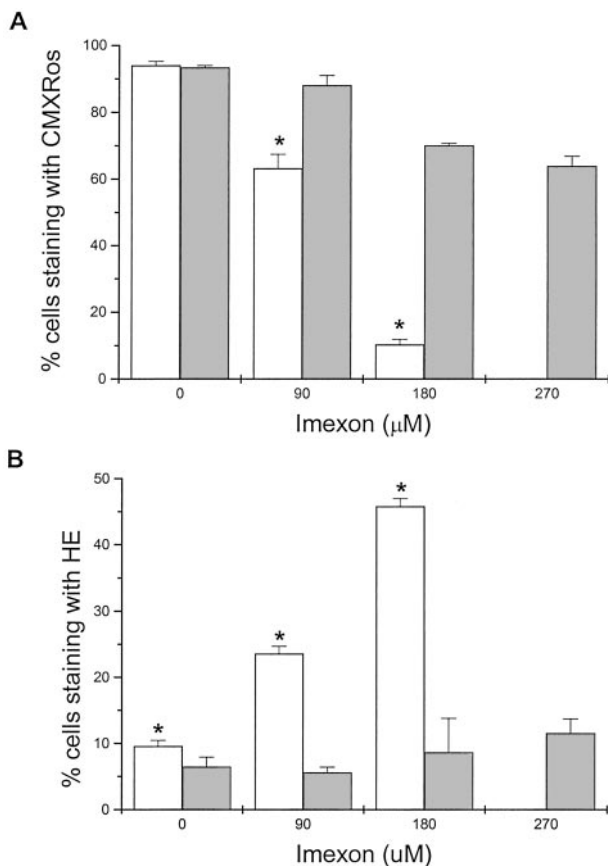 A
% cells staining with CMXRos
100
80
60
40
20
0
*
*
0 90 180 270
Imexon (μM)
B
% cells staining with HE
50
40
30
20
10
0
*
*
*
0 90 180 270
Imexon (uM)